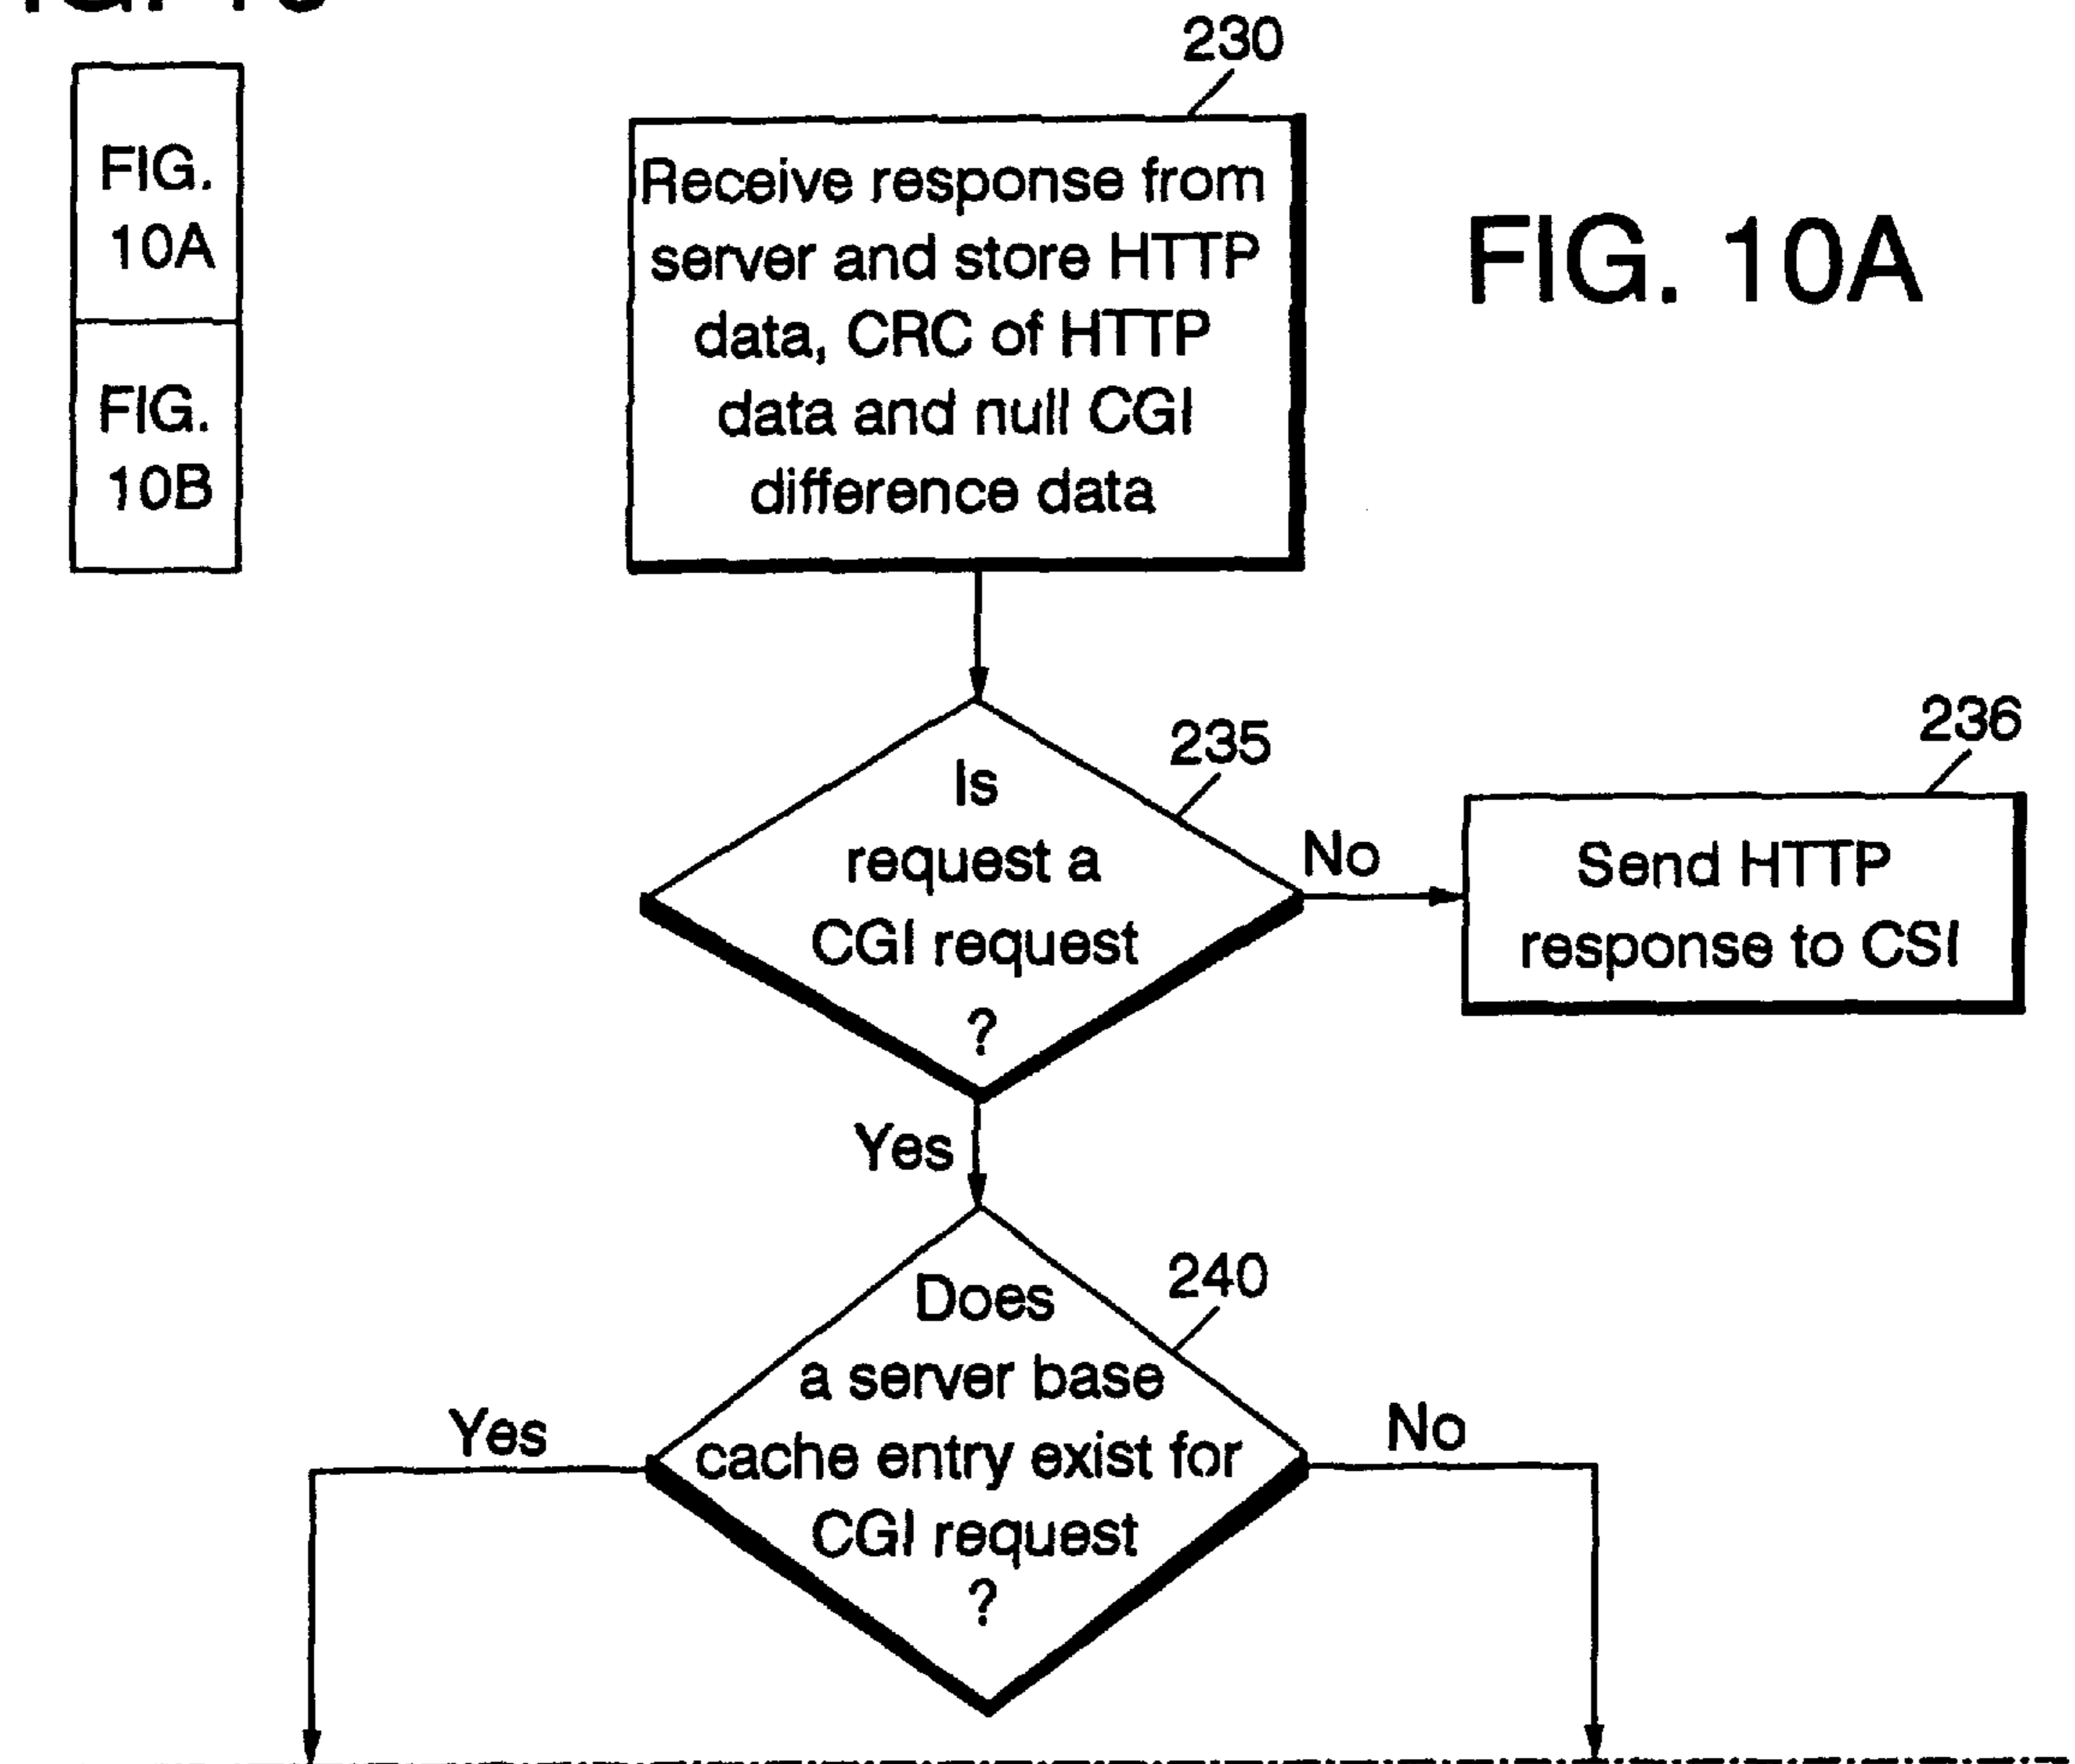 FIG.
10A
FIG.
10B
230
Receive response from
server and store HTTP
data, CRC of HTTP
data and null CGI
difference data
FIG. 10A
235
Is
request a
CGI request
?
No
236
Send HTTP
response to CSI
Yes
240
Does
a server base
cache entry exist for
CGI request
?
Yes
No